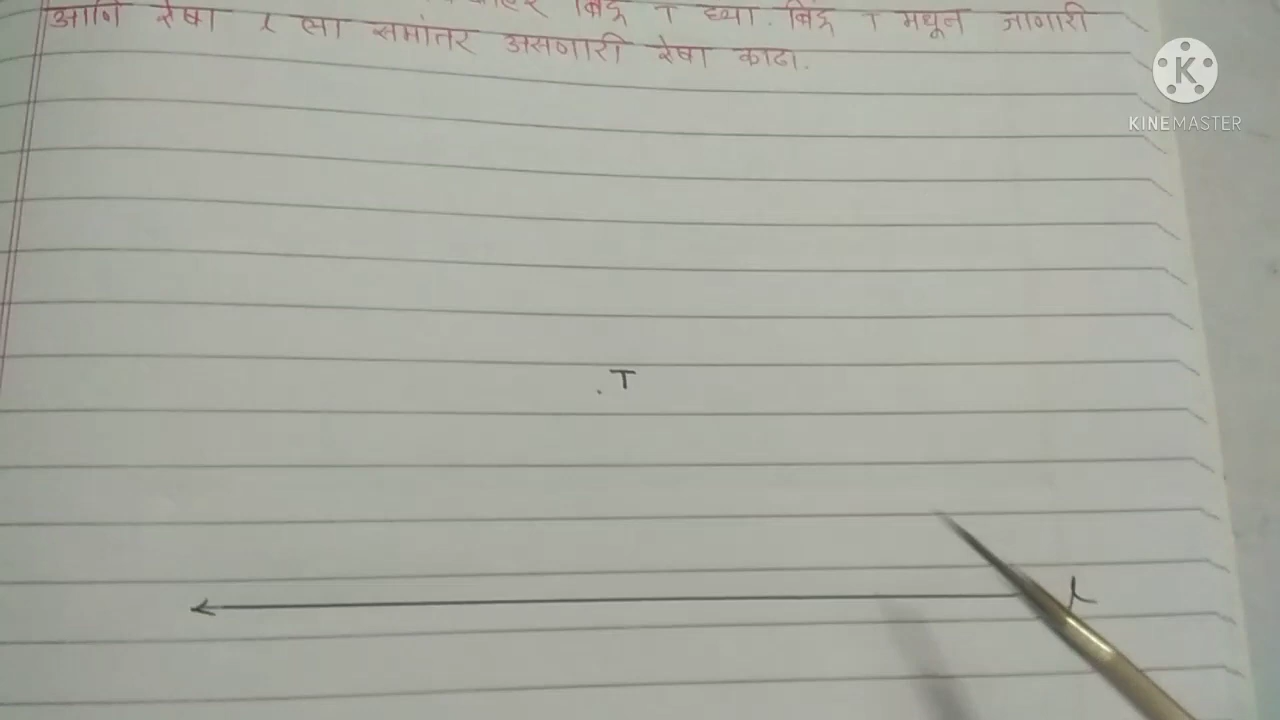 बिंदू T घ्या. बिंदू T मधून जाणारी
आणि रेषा l ला समांतर असणारी रेषा काढा.
K
KINEMASTER
T
l